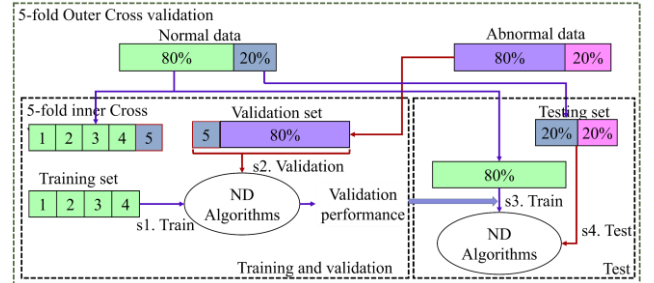 5-fold Outer Cross validation
Normal data
Abnormal data
80% 20%
80% 20%
5-fold inner Cross
Validation set
Testing set
1 2 3 4 5
5 80%
20% 20%
s2. Validation
Training set
1 2 3 4
s1. Train
ND
Algorithms
Validation
performance
80%
s3. Train
ND
Algorithms
s4. Test
Training and validation
Test